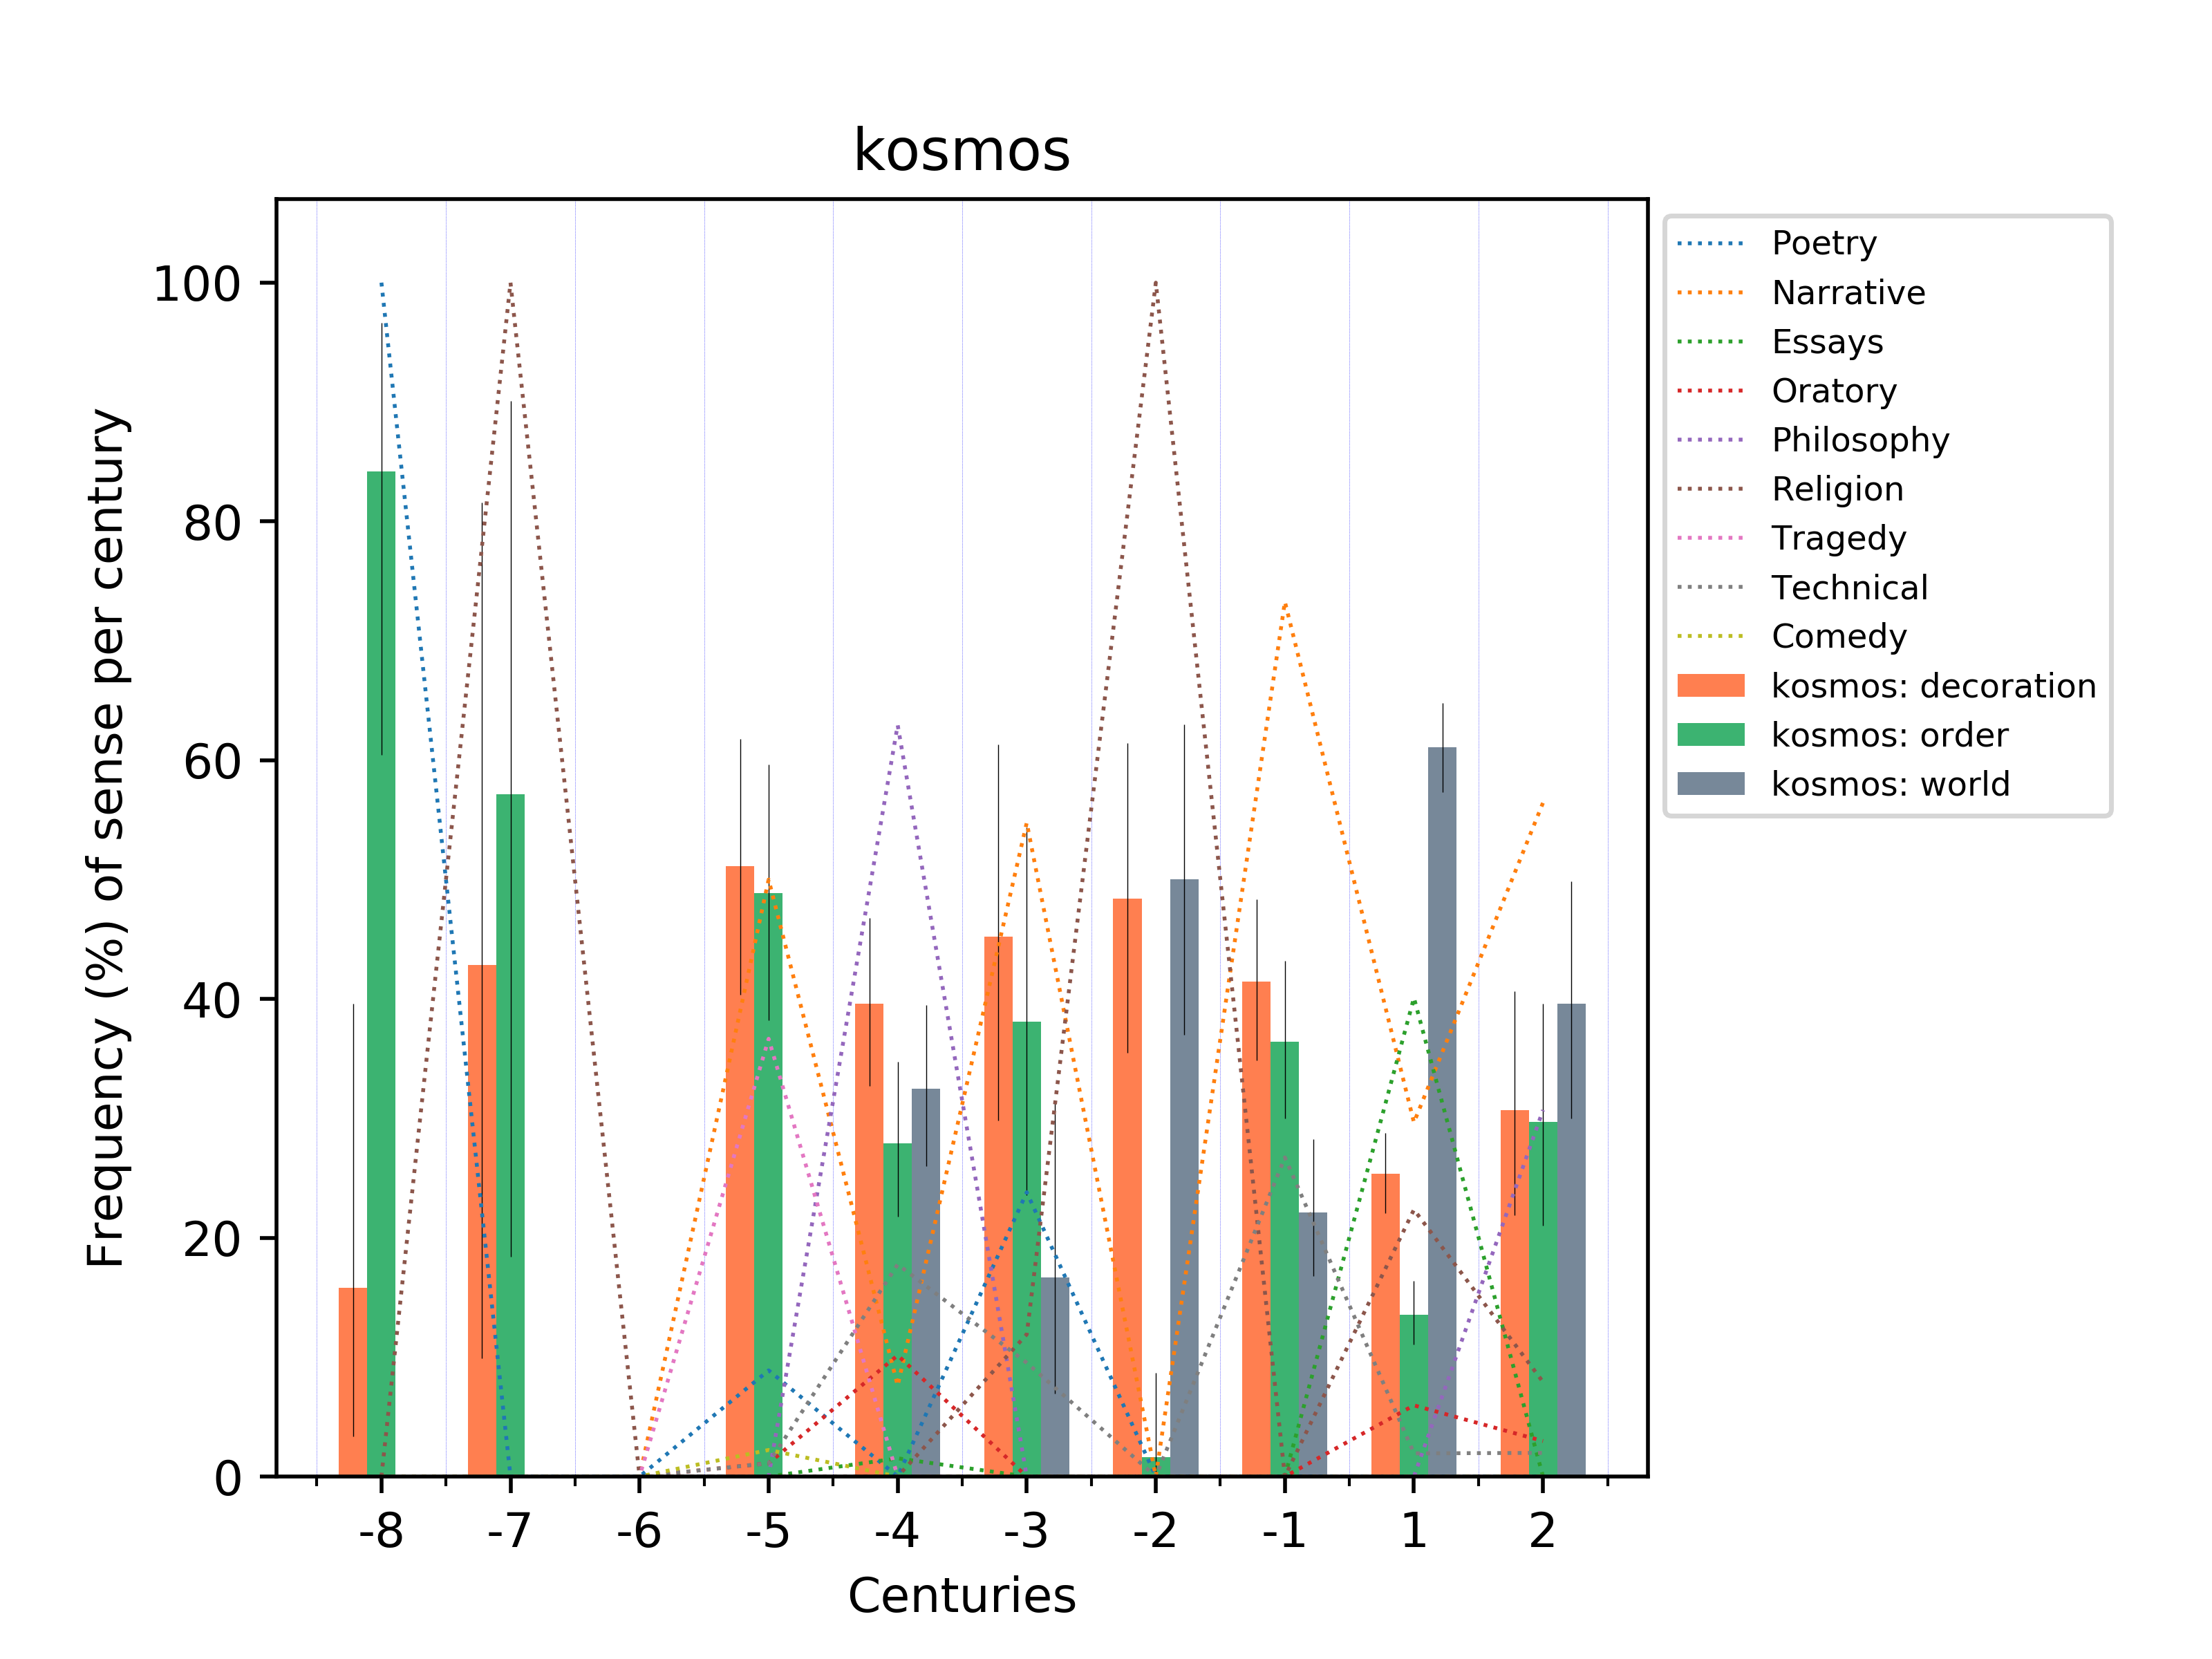 kosmos
Frequency (%) of sense per century
100
80
60
40
20
0
-8 -7 -6 -5 -4 -3 -2 -1 1 2
Centuries
Poetry
Narrative
Essays
Oratory
Philosophy
Religion
Tragedy
Technical
Comedy
kosmos: decoration
kosmos: order
kosmos: world